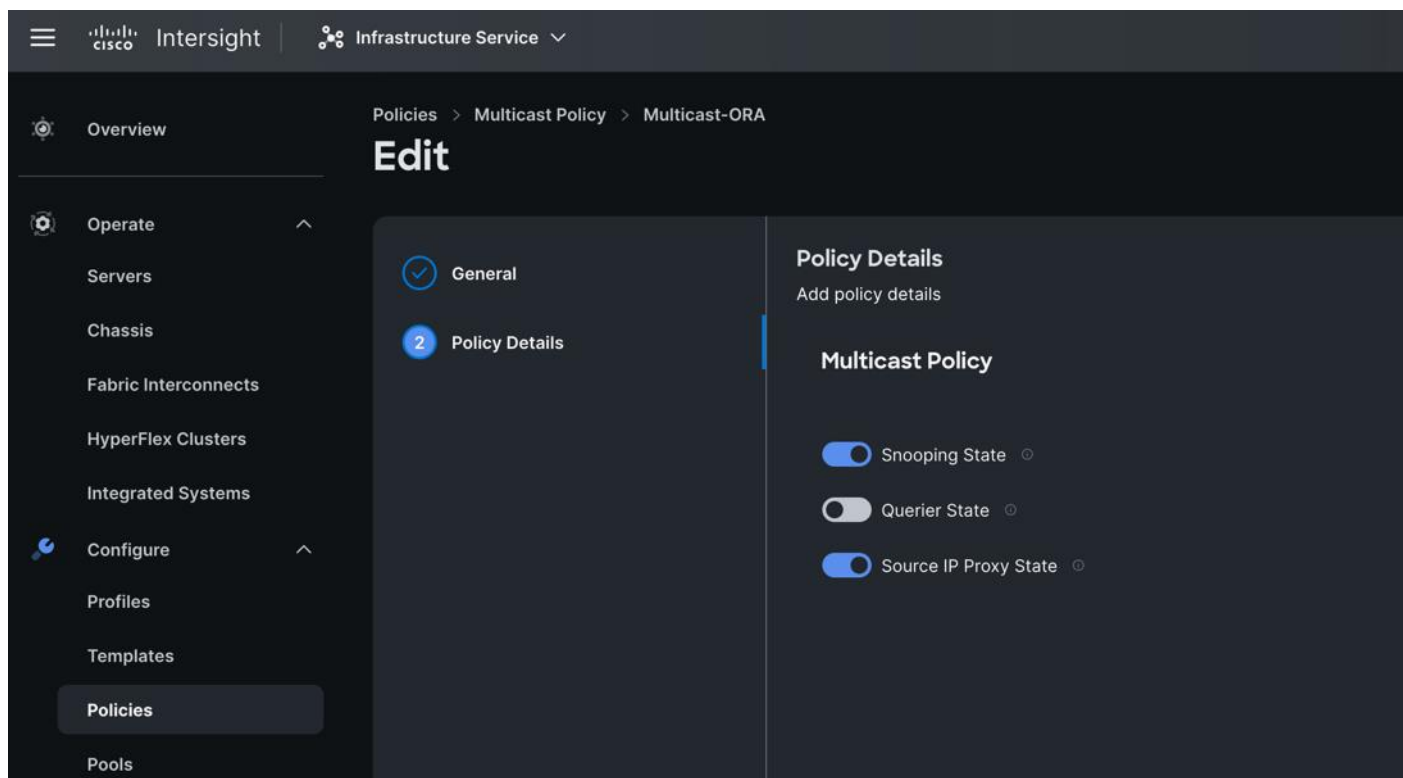 cisco Intersight Infrastructure Service
Overview
Operate
Servers
Chassis
Fabric Interconnects
HyperFlex Clusters
Integrated Systems
Configure
Profiles
Templates
Policies
Pools
Policies > Multicast Policy > Multicast-ORA
Edit
General
2 Policy Details
Policy Details
Add policy details
Multicast Policy
Snooping State
Querier State
Source IP Proxy State